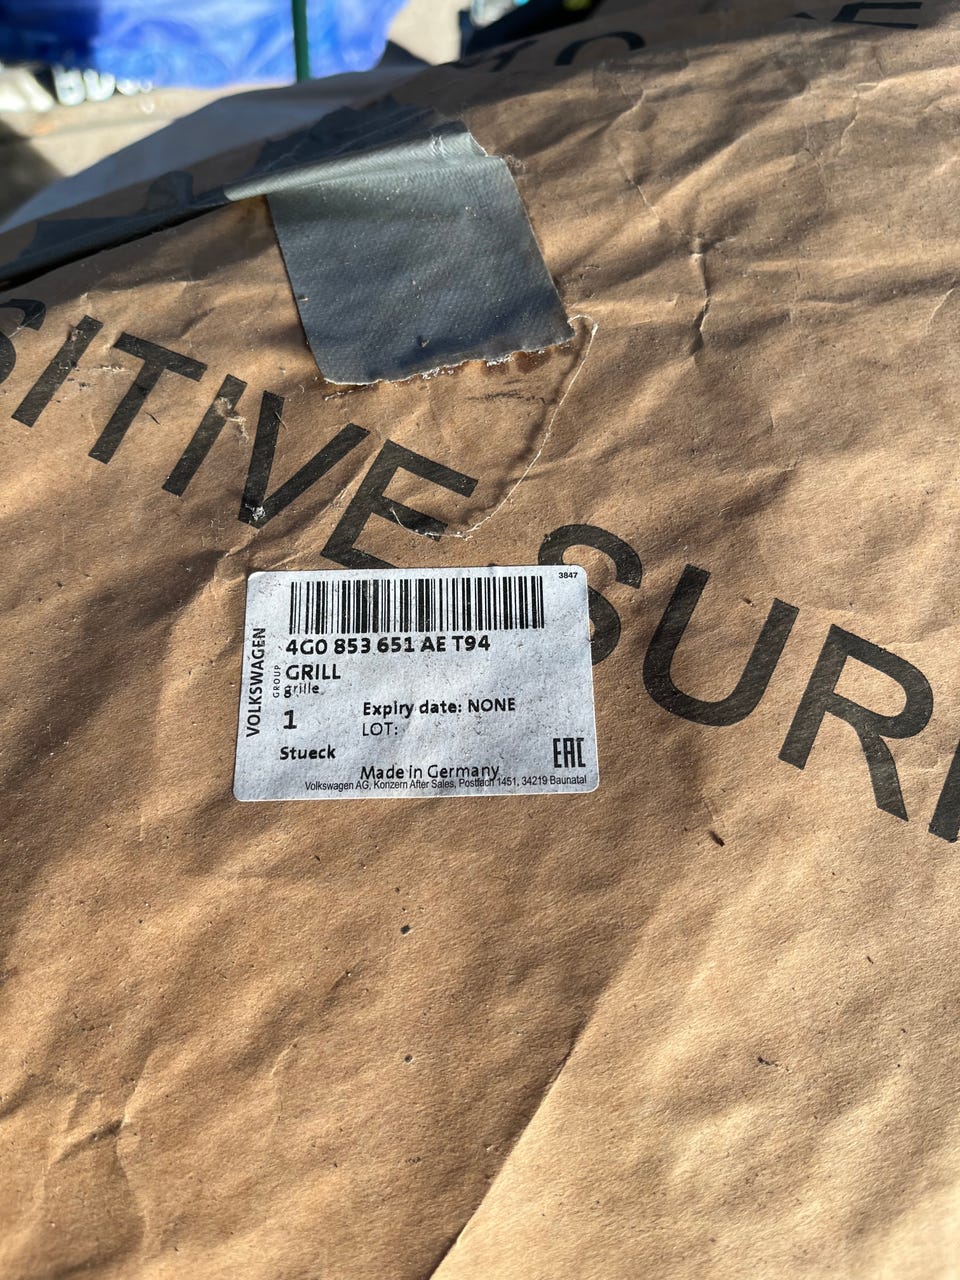 SITIVE SUR
3847
4G0 853 651 AE T94
VOLKSWAGEN
GROUP
GRILL
grille
1
Expiry date: NONE
LOT:
Stueck
EAC
Made in Germany
Volkswagen AG, Konzern After Sales, Postfach 1451, 34219 Baunatal